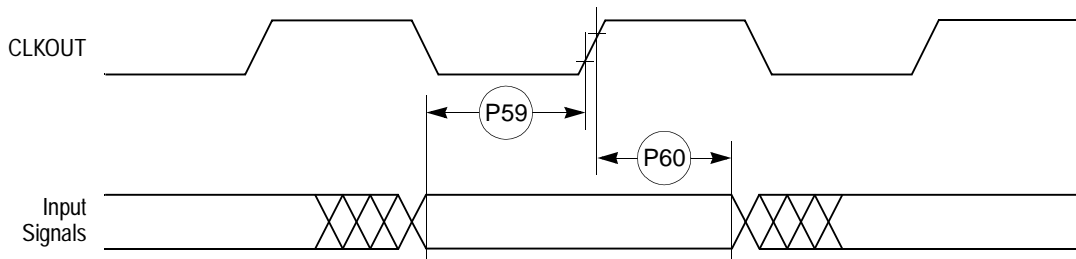 CLKOUT
P59
P60
Input
Signals